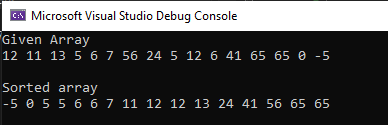 Microsoft Visual Studio Debug Console
Given Array
12 11 13 5 6 7 56 24 5 12 6 41 65 65 0 -5
Sorted array
-5 0 5 5 6 6 7 11 12 12 13 24 41 56 65 65